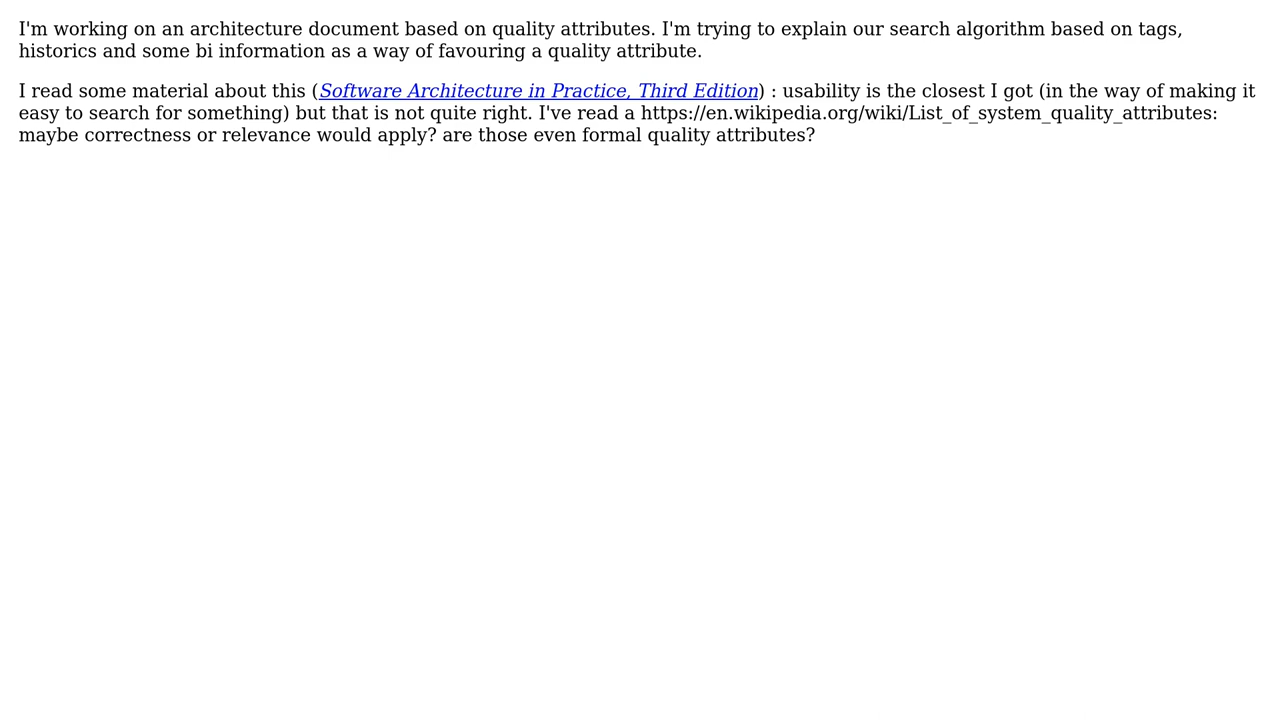 I'm working on an architecture document based on quality attributes. I'm trying to explain our search algorithm based on tags,
historics and some bi information as a way of favouring a quality attribute.
I read some material about this (Software Architecture in Practice, Third Edition) : usability is the closest I got (in the way of making it
easy to search for something) but that is not quite right. I've read a https://en.wikipedia.org/wiki/List_of_system_quality_attributes:
maybe correctness or relevance would apply? are those even formal quality attributes?